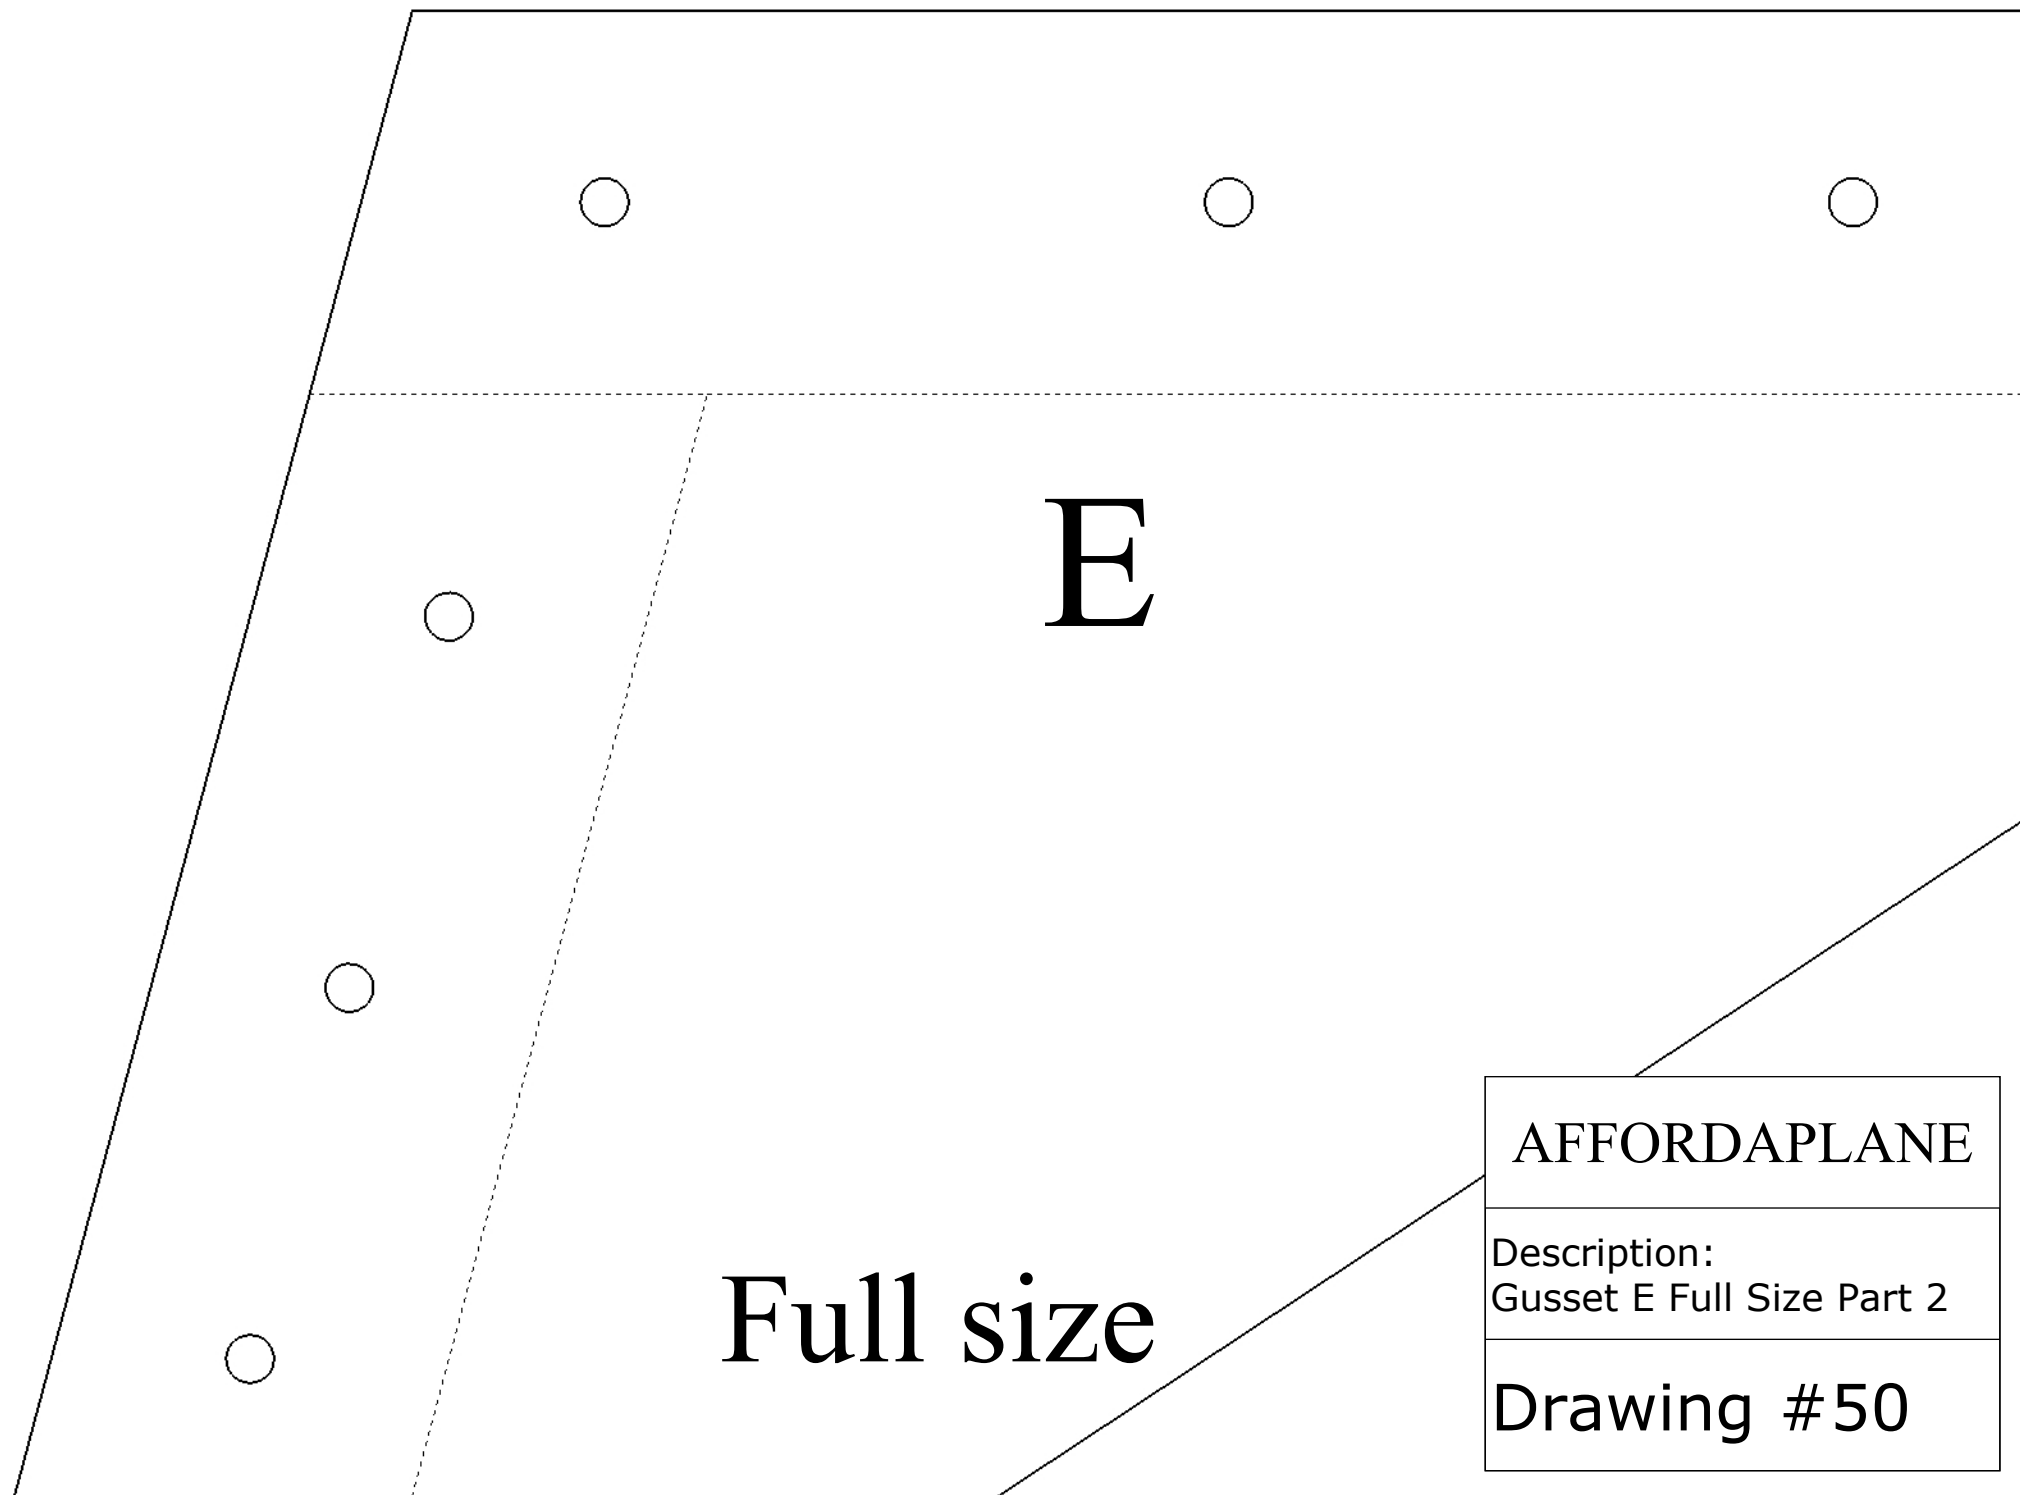 E
Full size
AFFORDAPLANE
Description:
Gusset E Full Size Part 2
Drawing #50